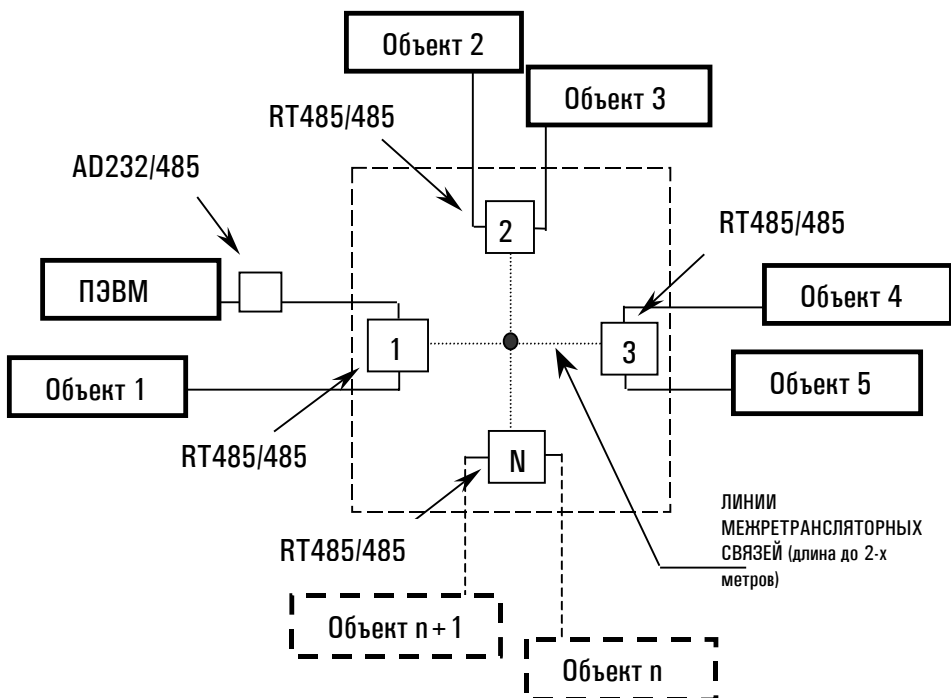 Объект 2
Объект 3
RT485/485
AD232/485
2
RT485/485
ПЭВМ
Объект 4
1
3
Объект 1
Объект 5
RT485/485
N
RT485/485
ЛИНИИ
МЕЖРЕТРАНСЛЯТОРНЫХ
СВЯЗЕЙ (длина до 2-х
метров)
Объект n+1
Объект n